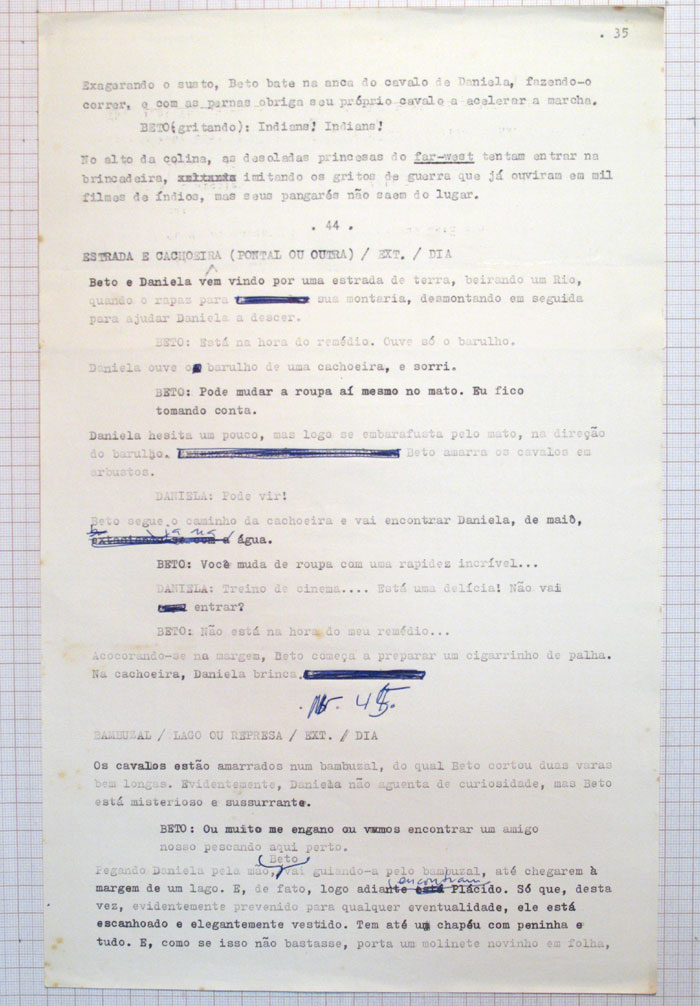 . 35
Exagerando o susto, Beto bate na anca do cavalo de Daniela, fazendo-o
correr, e com as pernas obriga seu próprio cavalo a acelerar a marcha.
BETO(gritando): Indians! Indians!
No alto da colina, as desoladas princesas do far-west tentam entrar na
brincadeira, imitando os gritos de guerra que já ouviram em mil
filmes de índios, mas seus pangarés não saem do lugar.
. 44 .
ESTRADA E CACHOEIRA (PONTAL OU OUTRA) / EXT. / DIA
Beto e Daniela vem vindo por uma estrada de terra, beirando um Rio,
quando o rapas para sua montaria, desmontando em seguida
para ajudar Daniela a descer.
BETO: Está na hora do remédio. Ouve só o barulho.
Daniela ouve o barulho de uma cachoeira, e sorri.
BETO: Pode mudar a roupa aí mesmo no mato. Eu fico
tomando conta.
Daniela hesita um pouco, mas logo se embarafusta pelo mato, na direção
do barulho. Beto amarra os cavalos em
arbustos.
DANIELA: Pode vir!
Beto segue o caminho da cachoeira e vai encontrar Daniela, de maiô,
já na
água.
BETO: Você muda de roupa com uma rapidez incrível...
DANIELA: Treino de cinema.... Está uma delícia! Não vai
entrar?
BETO: Não está na hora do meu remédio...
Acocorando-se na margem, Beto começa a preparar um cigarrinho de palha.
Na cachoeira, Daniela brinca.
. 45.
BAMBUZAL / LAGO OU REPRESA / EXT. / DIA
Os cavalos estão amarrados num bambuzal, do qual Beto cortou duas varas
bem longas. Evidentemente, Daniela não aguenta de curiosidade, mas Beto
está misterioso e sussurrante.
BETO: Ou muito me engano ou vamos encontrar um amigo
nosso pescando aqui perto.
Beto
Pegando Daniela pela mão, vai guiando-a pelo bambuzal, até chegarem à
encontram
margem de um lago. E, de fato, logo adiante está Plácido. Só que, desta
vez, evidentemente prevenido para qualquer eventualidade, ele está
escanhoado e elegantemente vestido. Tem até um chapéu com peninha e
tudo. E, como se isso não bastasse, porta um molinete novinho em folha,